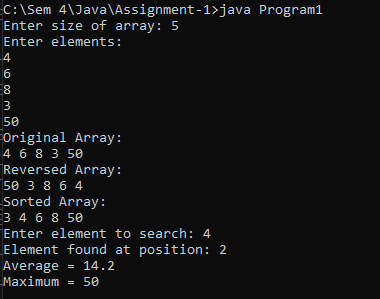 C:\Sem 4\Java\Assignment-1>java Program1
Enter size of array: 5
Enter elements:
4
6
8
3
50
Original Array:
4 6 8 3 50
Reversed Array:
50 3 8 6 4
Sorted Array:
3 4 6 8 50
Enter element to search: 4
Element found at position: 2
Average = 14.2
Maximum = 50